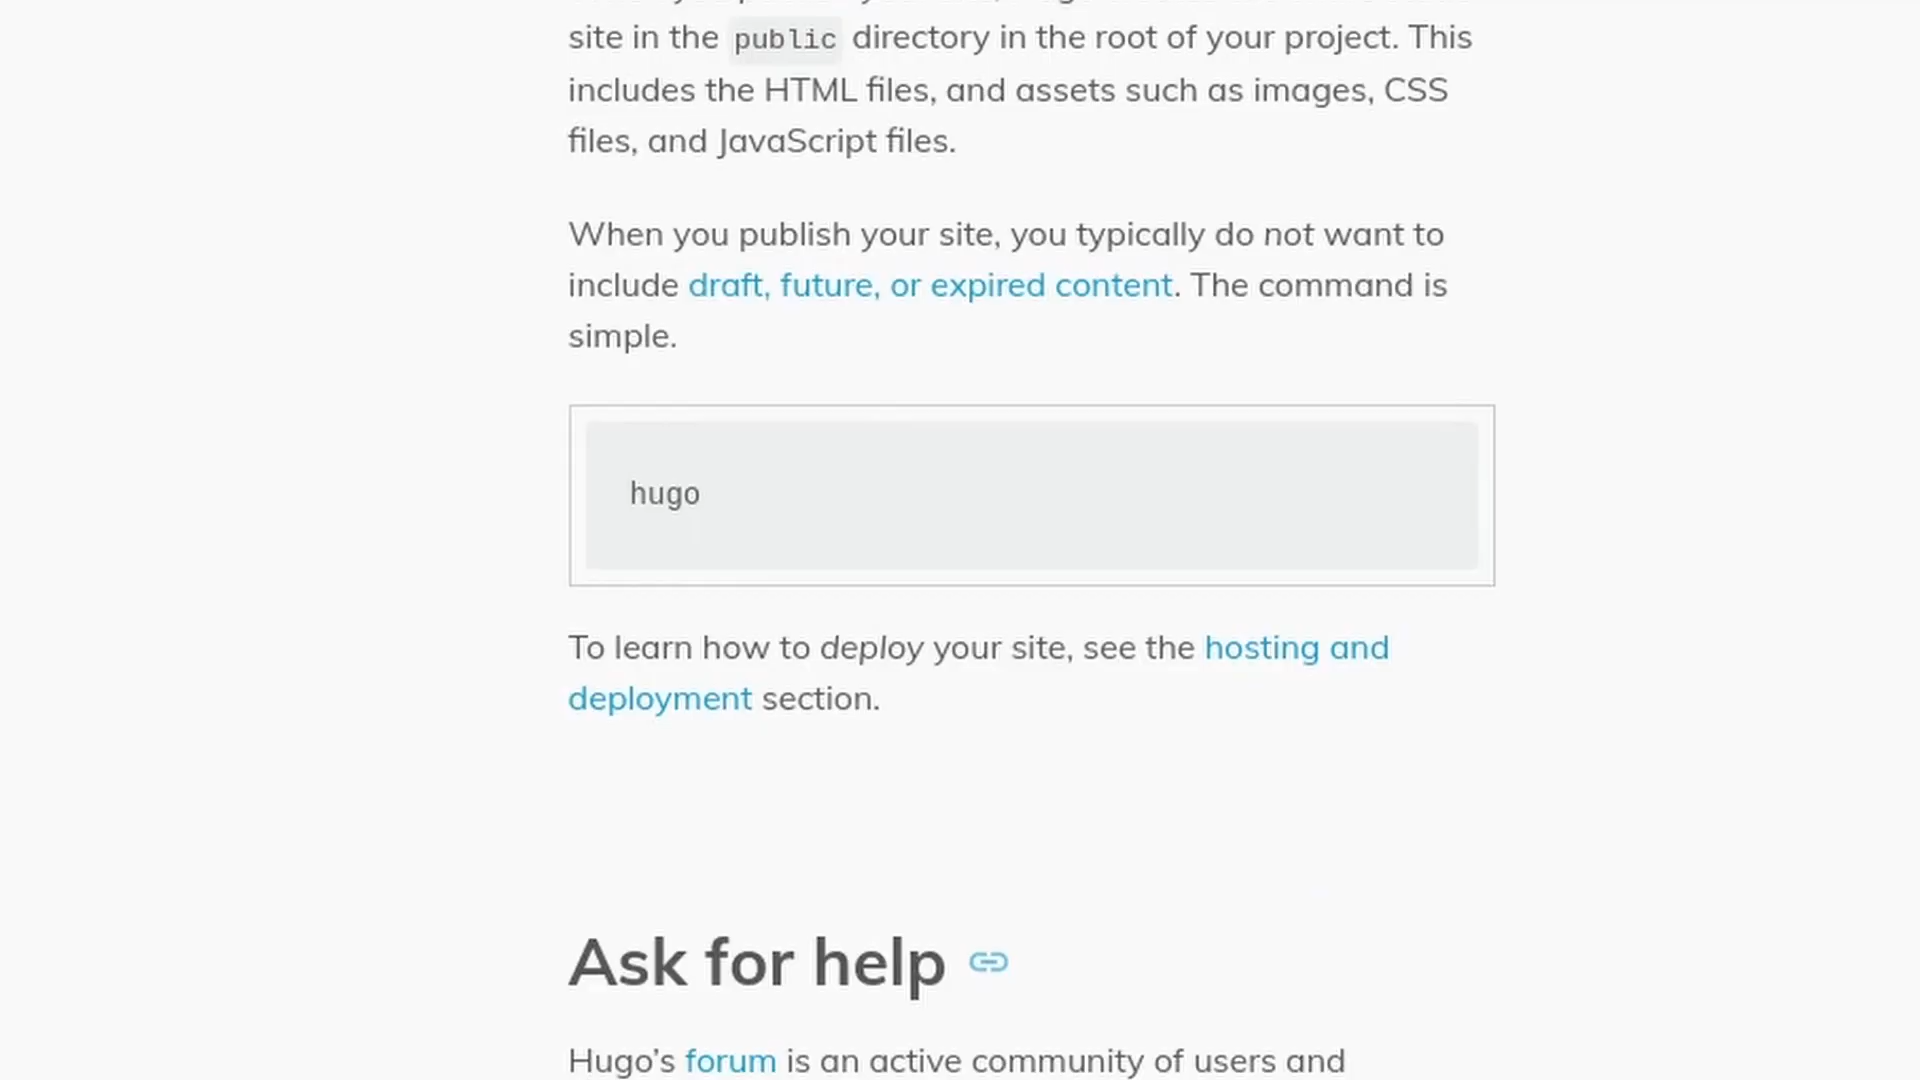 site in the public directory in the root of your project. This
includes the HTML files, and assets such as images, CSS
files, and JavaScript files.
When you publish your site, you typically do not want to
include draft, future, or expired content. The command is
simple.
hugo
To learn how to deploy your site, see the hosting and
deployment section.
Ask for help
Hugo’s forum is an active community of users and